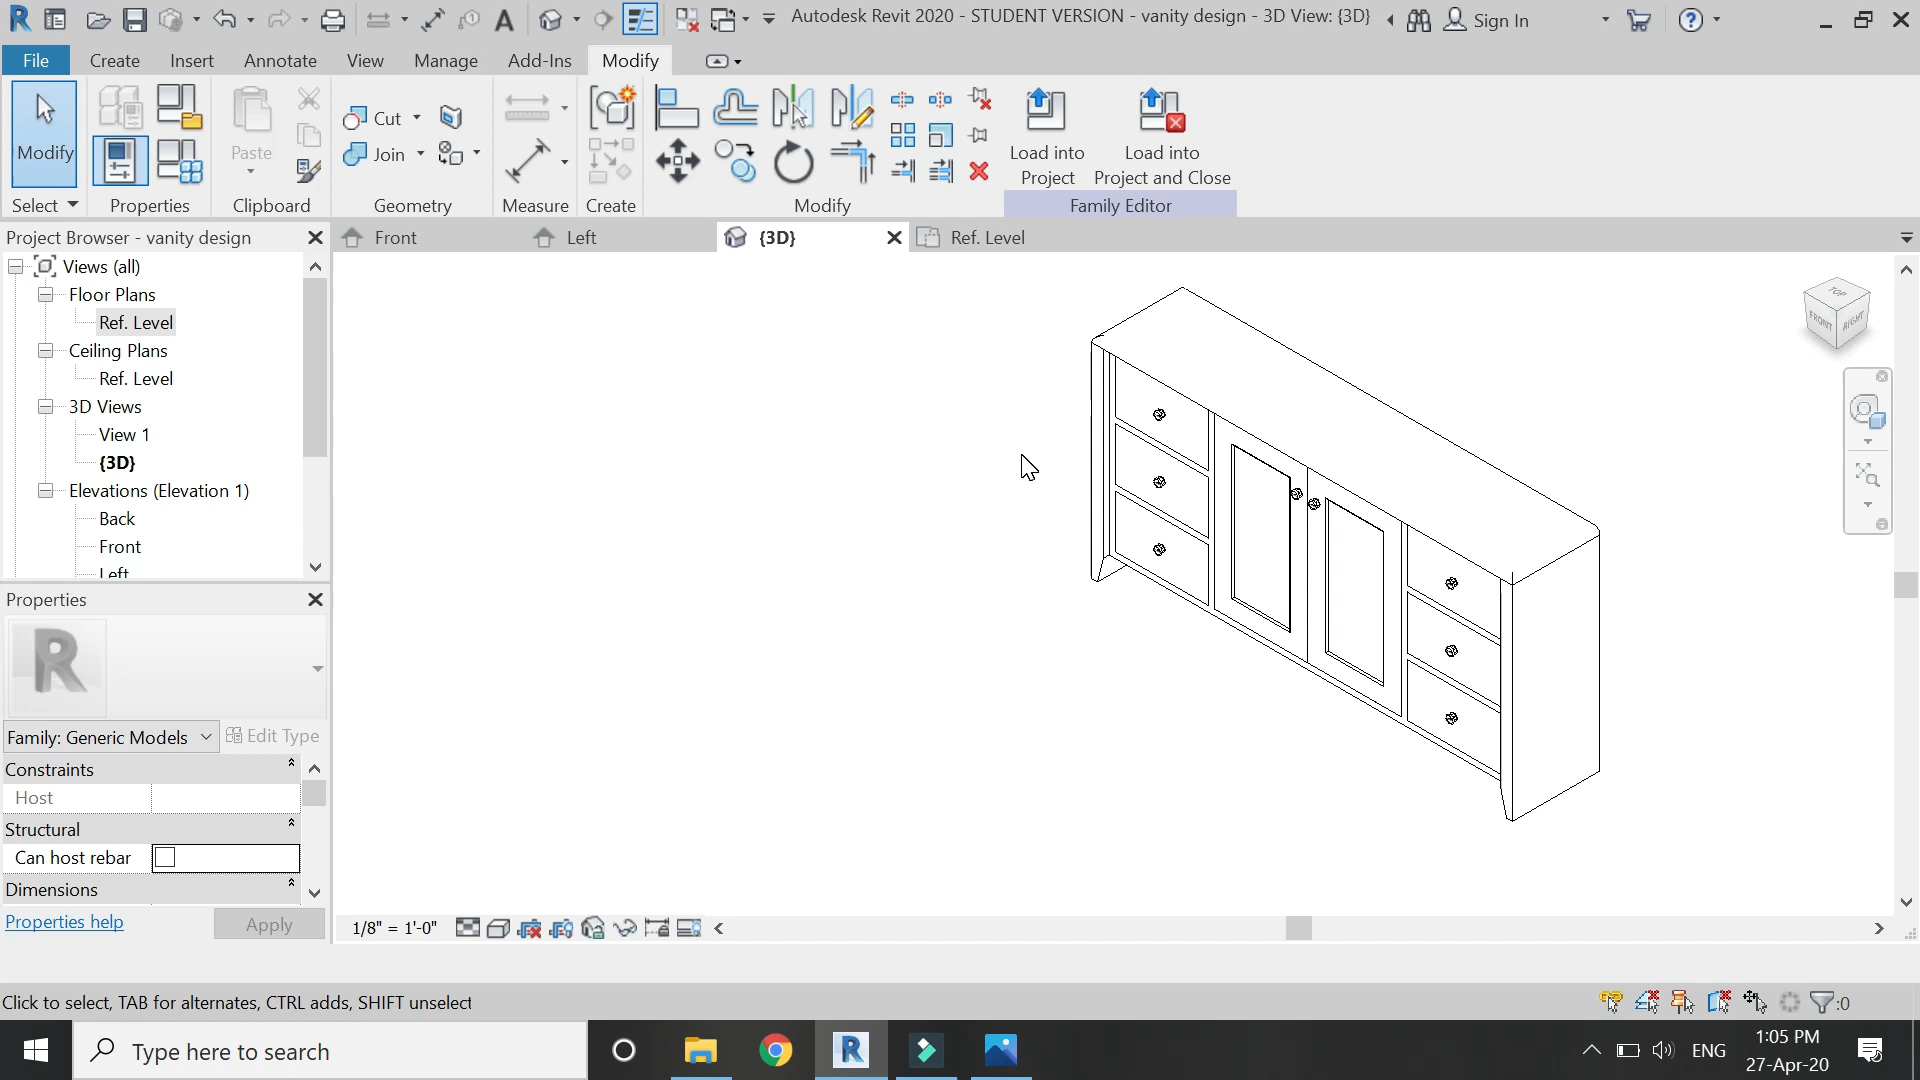 Autodesk Revit 2020 - STUDENT VERSION - vanity design - 3D View: {3D}
Sign In
File
Create
Insert
Annotate
View
Manage
Add-Ins
Modify
Modify
Paste
Cut
Join
Load into
Project
Load into
Project and Close
Select
Properties
Clipboard
Geometry
Measure
Create
Modify
Family Editor
Project Browser - vanity design
Front
Left
{3D}
Ref. Level
Views (all)
Floor Plans
Ref. Level
Ceiling Plans
Ref. Level
3D Views
View 1
{3D}
Elevations (Elevation 1)
Back
Front
Left
TOP
FRONT
RIGHT
Properties
Family: Generic Models
Edit Type
Constraints
Host
Structural
Can host rebar
Dimensions
Properties help
Apply
1/8" = 1'-0"
Click to select, TAB for alternates, CTRL adds, SHIFT unselect
:0
Type here to search
ENG
1:05 PM
27-Apr-20